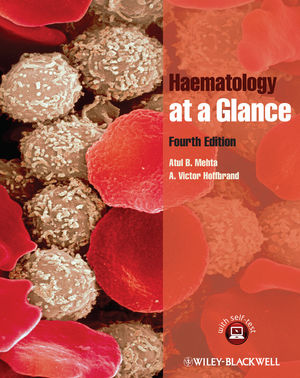 Haematology
at a Glance
Fourth Edition
Atul B. Mehta
A. Victor Hoffbrand
with self-test
WILEY-BLACKWELL